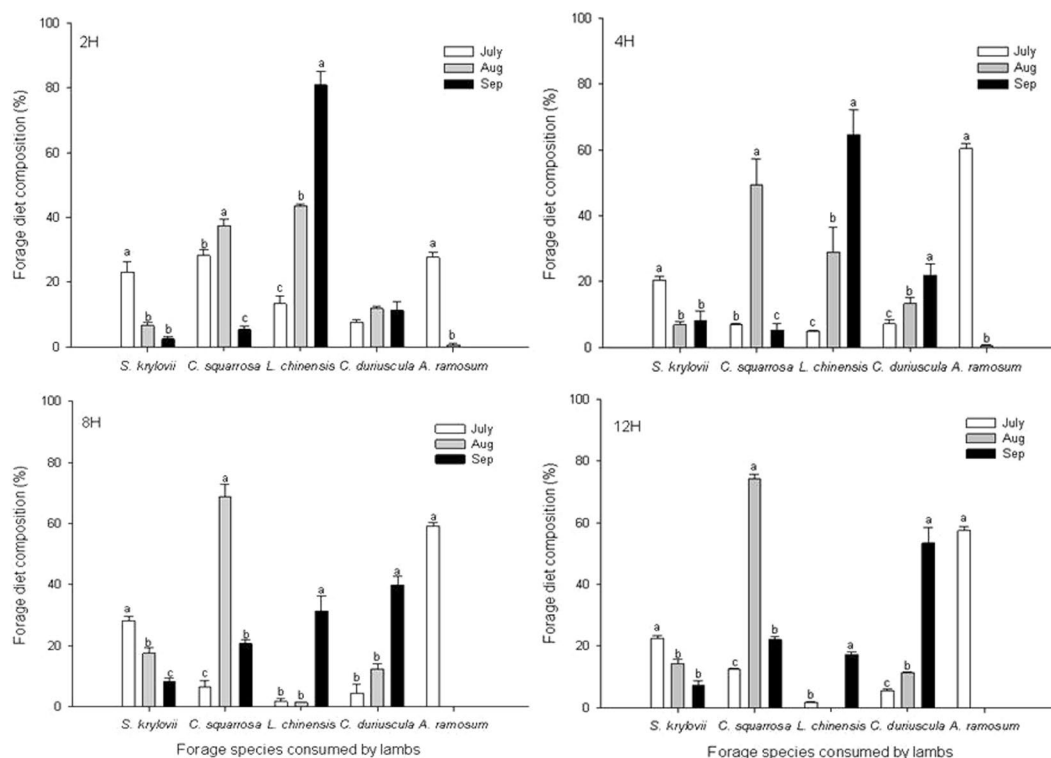 2H
July
Aug
Sep
Forage diet composition (%)
100
80
60
40
20
0
a
b
b
b
a
c
c
b
a
a
b
S. krylovii C. squarrosa L. chinensis C. duriuscula A. ramosum
4H
July
Aug
Sep
Forage diet composition (%)
100
80
60
40
20
0
a
b
b
b
a
c
c
b
a
c
b
a
a
b
S. krylovii C. squarrosa L. chinensis C. duriuscula A. ramosum
8H
July
Aug
Sep
Forage diet composition (%)
100
80
60
40
20
0
a
b
c
c
a
b
b
b
a
b
b
a
a
S. krylovii C. squarrosa L. chinensis C. duriuscula A. ramosum
Forage species consumed by lambs
12H
July
Aug
Sep
Forage diet composition (%)
100
80
60
40
20
0
a
b
b
c
a
b
b
a
c
b
a
a
S. krylovii C. squarrosa L. chinensis C. duriuscula A. ramosum
Forage species consumed by lambs